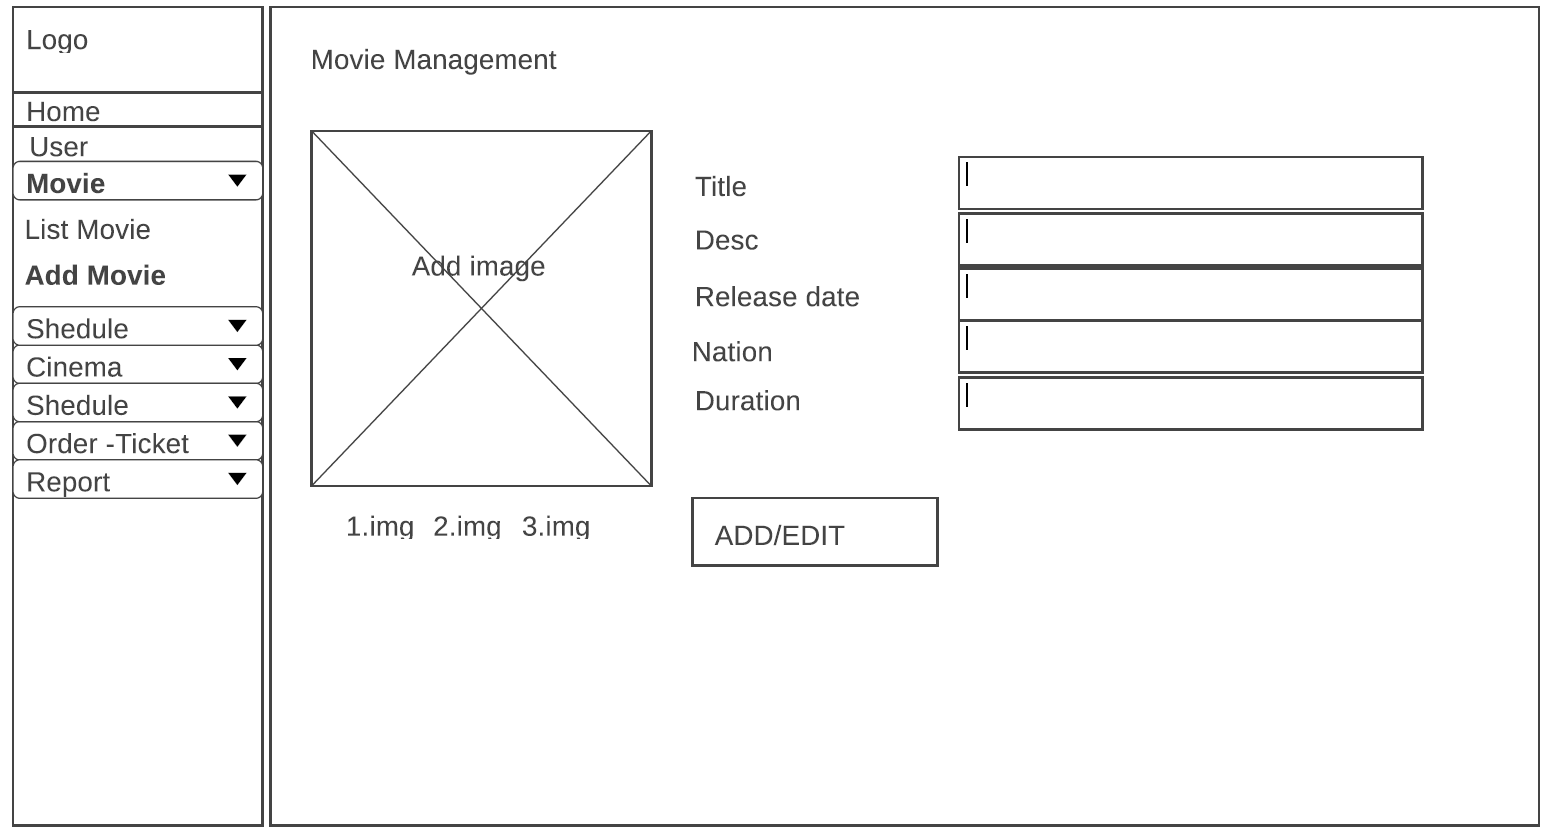 Logo
Home
User
Movie
List Movie
Add Movie
Shedule
Cinema
Shedule
Order -Ticket
Report
Movie Management
Add image
1.img 2.img 3.img
Title
Desc
Release date
Nation
Duration
ADD/EDIT